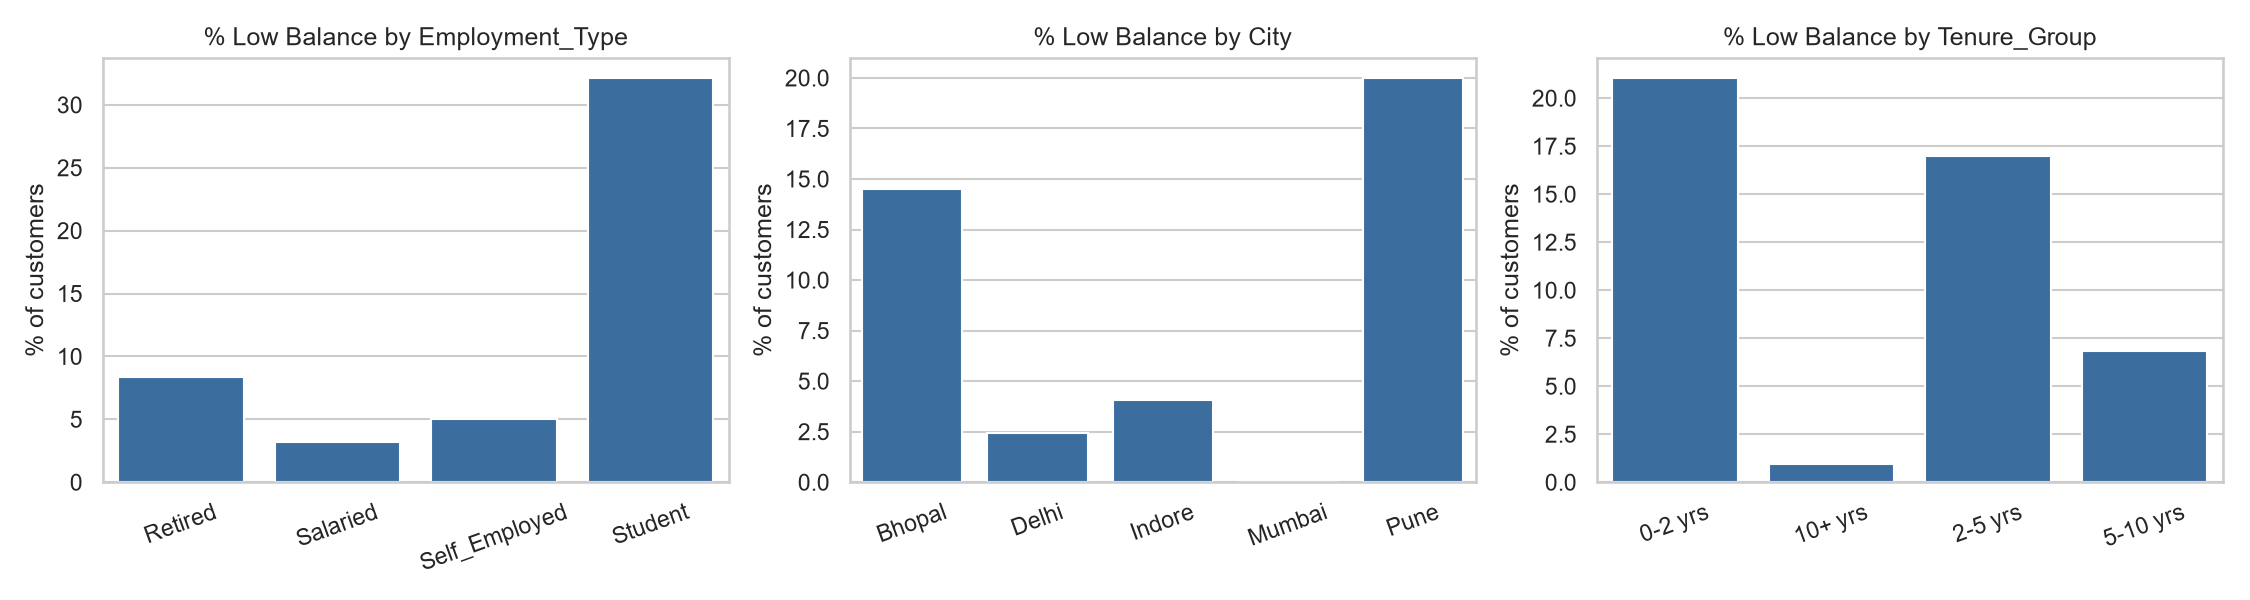 % Low Balance by Employment_Type
% of customers
30
25
20
15
10
5
0
Retired
Salaried
Self_Employed
Student
% Low Balance by City
% of customers
20.0
17.5
15.0
12.5
10.0
7.5
5.0
2.5
0.0
Bhopal
Delhi
Indore
Mumbai
Pune
% Low Balance by Tenure_Group
% of customers
20.0
17.5
15.0
12.5
10.0
7.5
5.0
2.5
0.0
0-2 yrs
10+ yrs
2-5 yrs
5-10 yrs